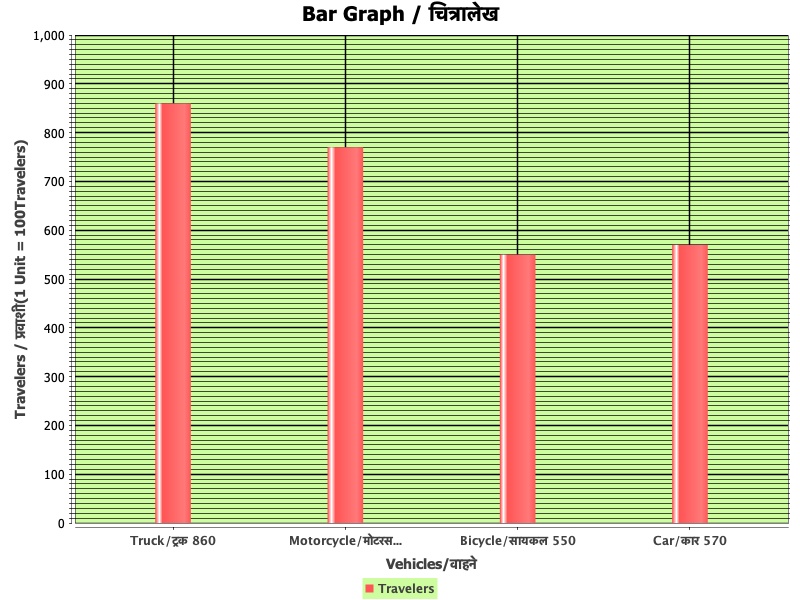 Bar Graph / चित्रालेख
Travelers / प्रवाशी(1 Unit = 100Travelers)
1,000
900
800
700
600
500
400
300
200
100
0
Truck/ट्रक 860 Motorcycle/मोटरस... Bicycle/सायकल 550 Car/कार 570
Vehicles/वाहने
Travelers